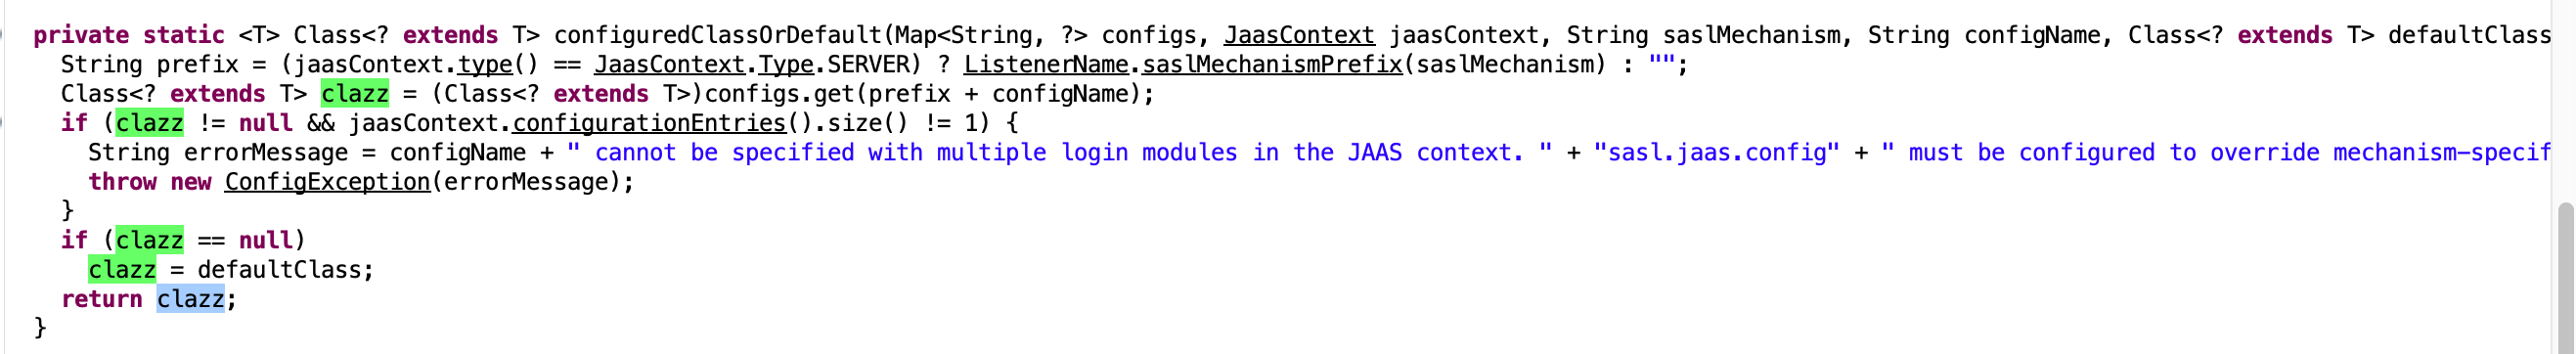 private static <T> Class<? extends T> configuredClassOrDefault(Map<String, ?> configs, JaasContext jaasContext, String saslMechanism, String configName, Class<? extends T> defaultClass
String prefix = (jaasContext.type() == JaasContext.Type.SERVER) ? ListenerName.saslMechanismPrefix(saslMechanism) : "";
Class<? extends T> clazz = (Class<? extends T>)configs.get(prefix + configName);
if (clazz != null && jaasContext.configurationEntries().size() != 1) {
String errorMessage = configName + " cannot be specified with multiple login modules in the JAAS context. " + "sasl.jaas.config" + " must be configured to override mechanism-specif
throw new ConfigException(errorMessage);
}
if (clazz == null)
clazz = defaultClass;
return clazz;
}